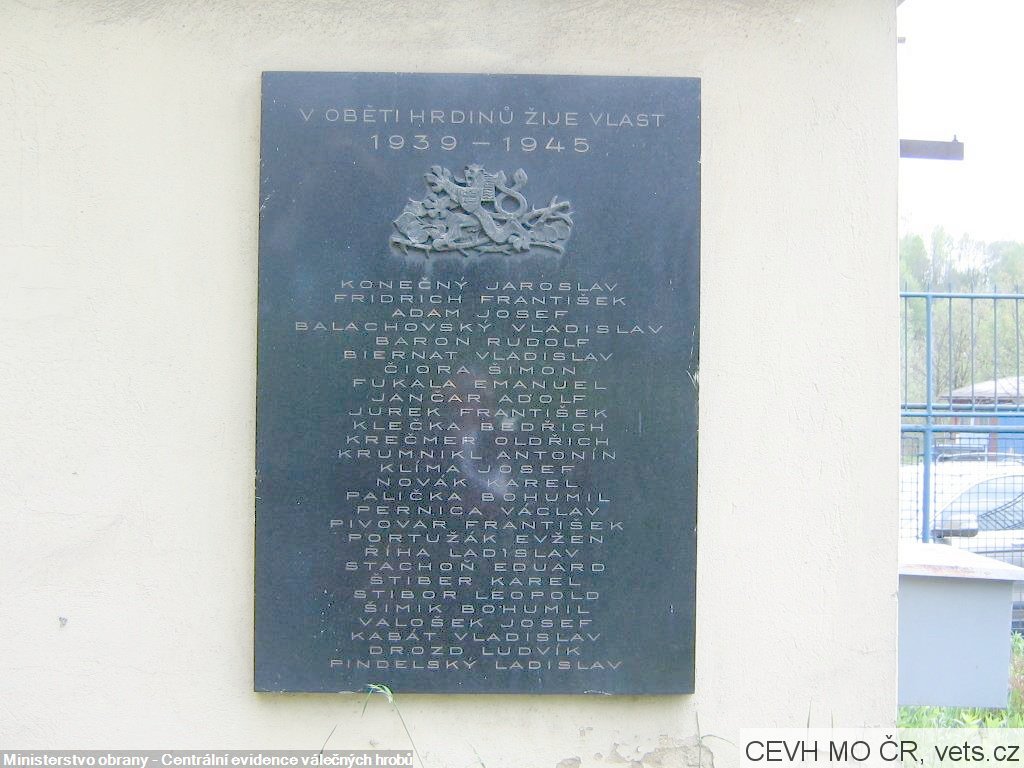 V OBĚTI HRDINŮ ŽIJE VLAST
1939 – 1945
KONEČNÝ JAROSLAV
FRIDRICH FRANTIŠEK
ADAM JOSEF
BALACHOVSKÝ VLADISLAV
BARON RUDOLF
BIERNAT VLADISLAV
ČIORA ŠIMON
FUKALA EMANUEL
JANČAR ADOLF
JUREK FRANTIŠEK
KLEČKA BEDŘICH
KREČMER OLDŘICH
KRUMNIKL ANTONÍN
KLÍMA JOSEF
NOVÁK KAREL
PALIČKA BOHUMIL
PERNICA VÁCLAV
PIVOVAR FRANTIŠEK
PORTUŽÁK EVŽEN
ŘÍHA LADISLAV
STACHOŇ EDUARD
ŠTIBER KAREL
STIBOR LEOPOLD
ŠIMIK BOHUMIL
VALOŠEK JOSEF
KABÁT VLADISLAV
DROZD LUDVÍK
PINDELSKÝ LADISLAV
Ministerstvo obrany - Centrální evidence válečných hrobů
CEVH MO ČR, vets.cz